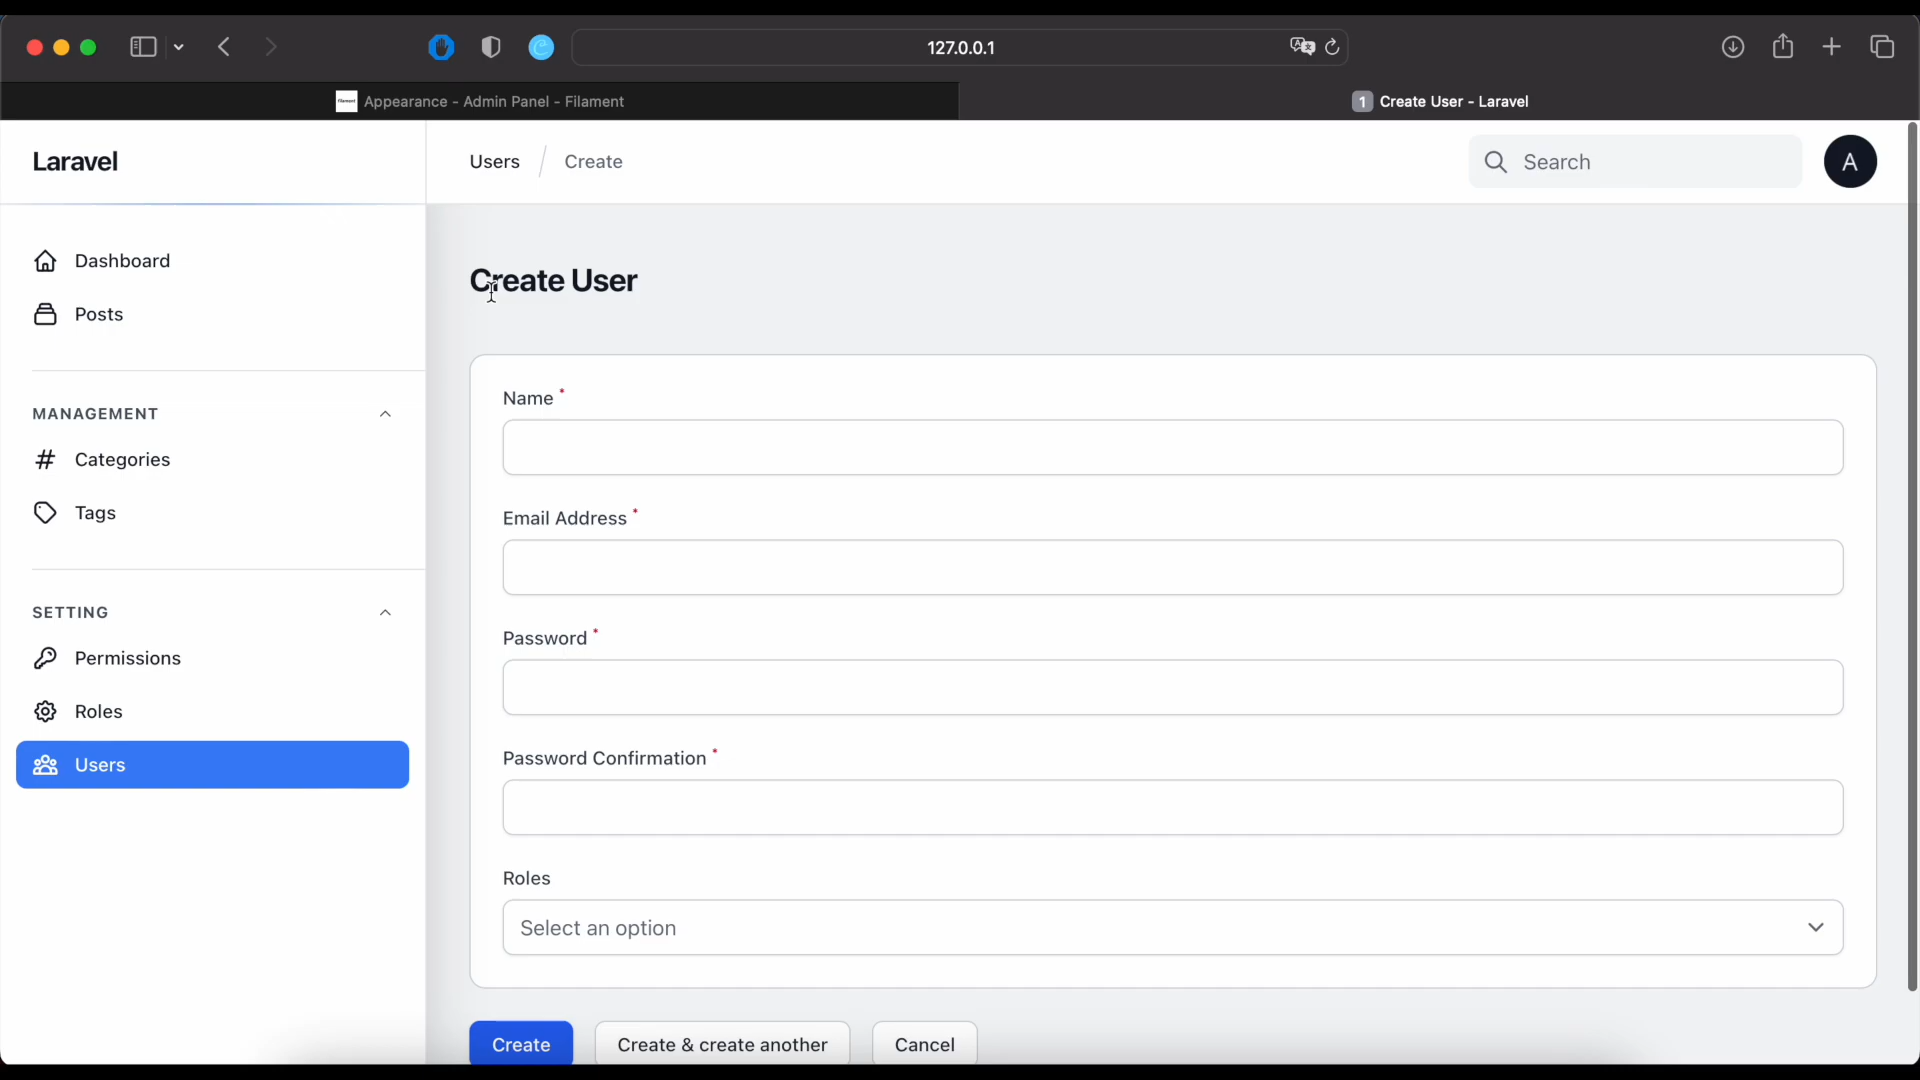 127.0.0.1
Appearance - Admin Panel - Filament
1 Create User - Laravel
Laravel
Users / Create
Search
A
Dashboard
Posts
MANAGEMENT
Categories
Tags
SETTING
Permissions
Roles
Users
Create User
Name *
Email Address *
Password *
Password Confirmation *
Roles
Select an option
Create
Create & create another
Cancel